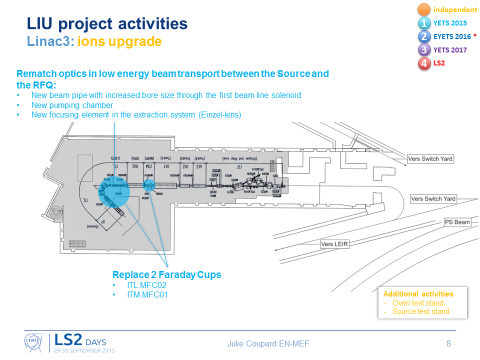 LIU project activities
Linac3: ions upgrade
independent
1 YETS 2015
2 EYETS 2016 *
3 YETS 2017
4 LS2
Rematch optics in low energy beam transport between the Source and
the RFQ:
• New beam pipe with increased bore size through the first beam line solenoid
• New pumping chamber
• New focusing element in the extraction system (Einzel-lens)
Vers Switch Yard
Vers Switch Yard
PS Beam
Vers LEIR
Replace 2 Faraday Cups
• ITL.MFC02
• ITM.MFC01
Additional activities
- Oven test stand
- Source test stand
LS2 DAYS
29-30 SEPTEMBER 2015
Julie Coupard EN-MEF
8